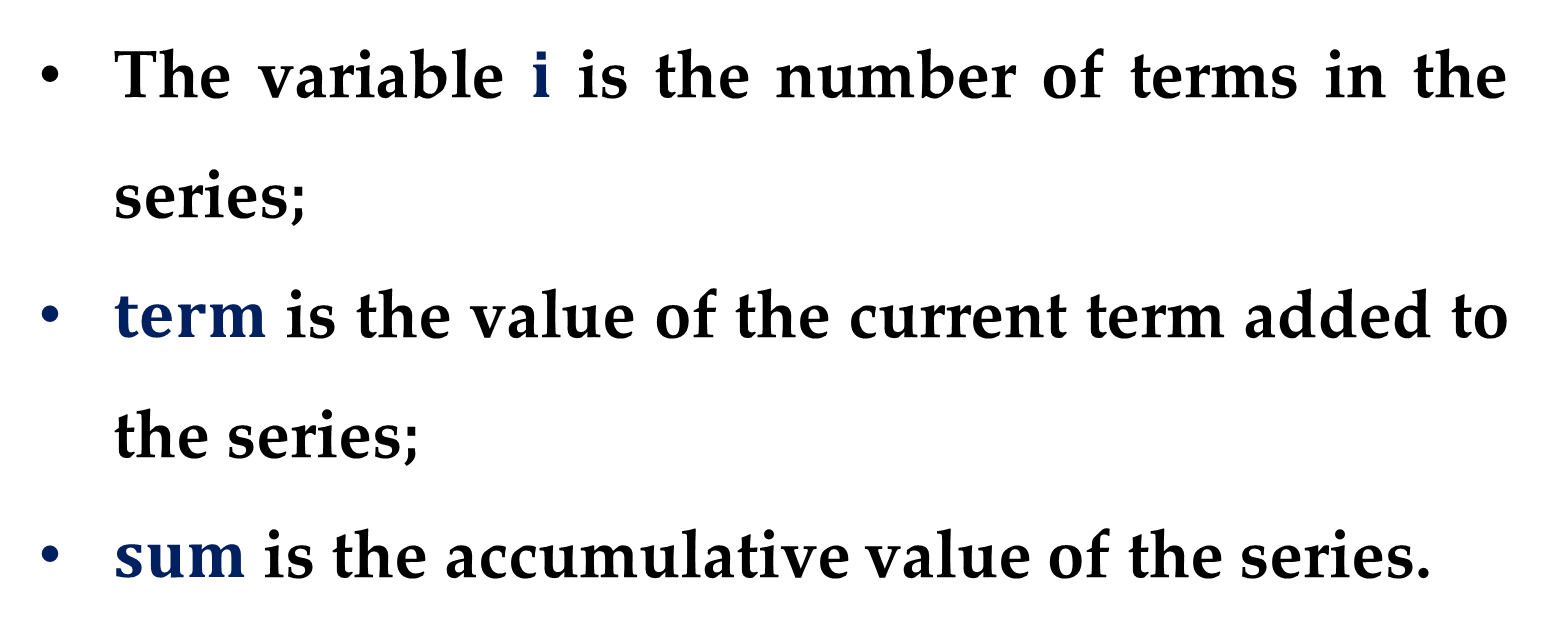 • The variable i is the number of terms in the
series;
• term is the value of the current term added to
the series;
• sum is the accumulative value of the series.